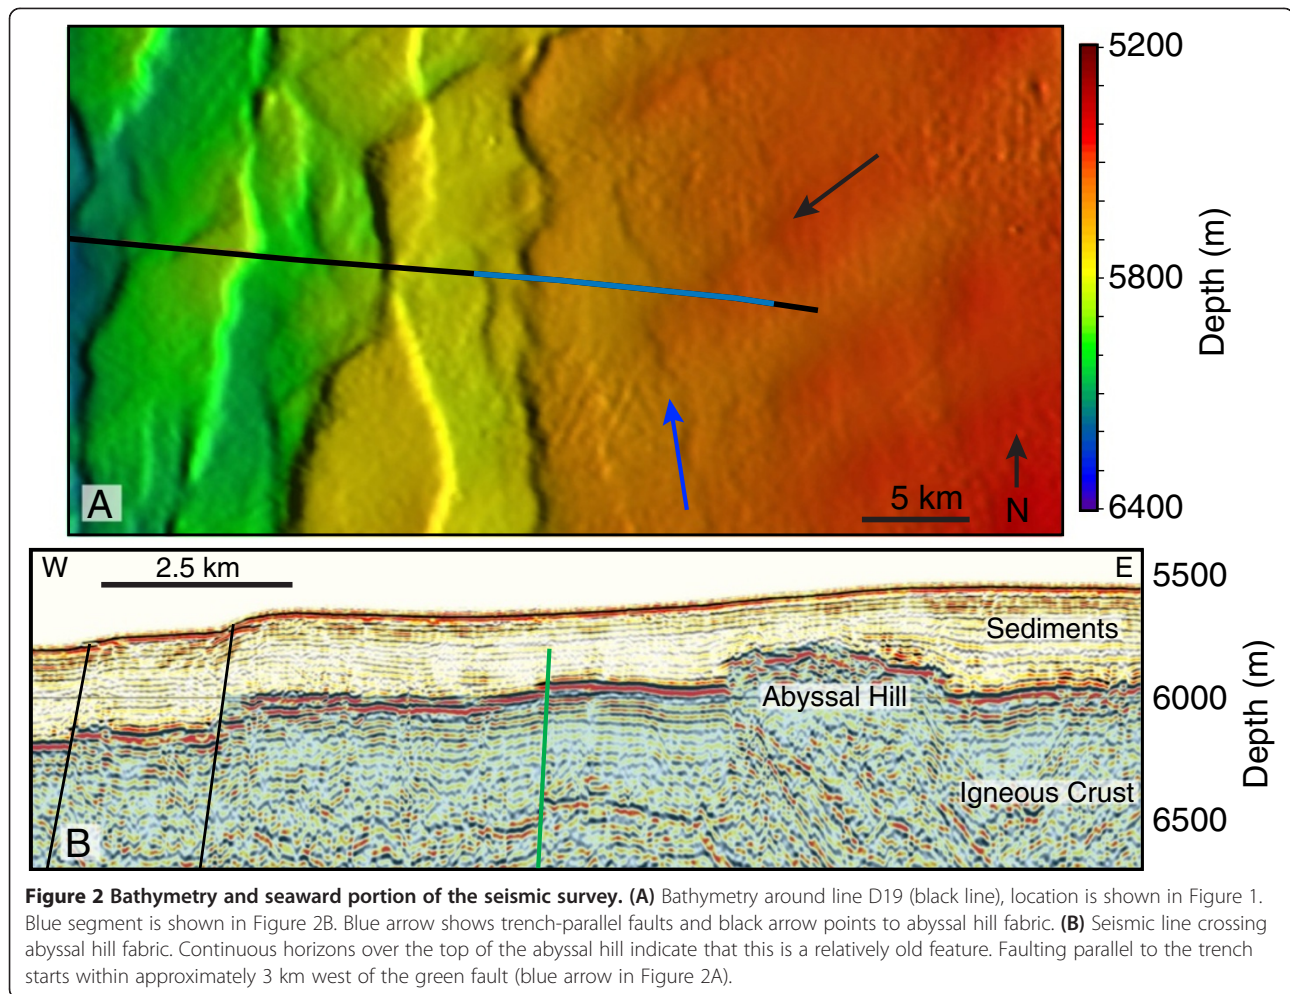 5200
5800
6400
Depth (m)
A
5 km
N
W
2.5 km
E
5500
Sediments
Abyssal Hill
6000
Igneous Crust
6500
Depth (m)
B
Figure 2 Bathymetry and seaward portion of the seismic survey. (A) Bathymetry around line D19 (black line), location is shown in Figure 1.
Blue segment is shown in Figure 2B. Blue arrow shows trench-parallel faults and black arrow points to abyssal hill fabric. (B) Seismic line crossing
abyssal hill fabric. Continuous horizons over the top of the abyssal hill indicate that this is a relatively old feature. Faulting parallel to the trench
starts within approximately 3 km west of the green fault (blue arrow in Figure 2A).